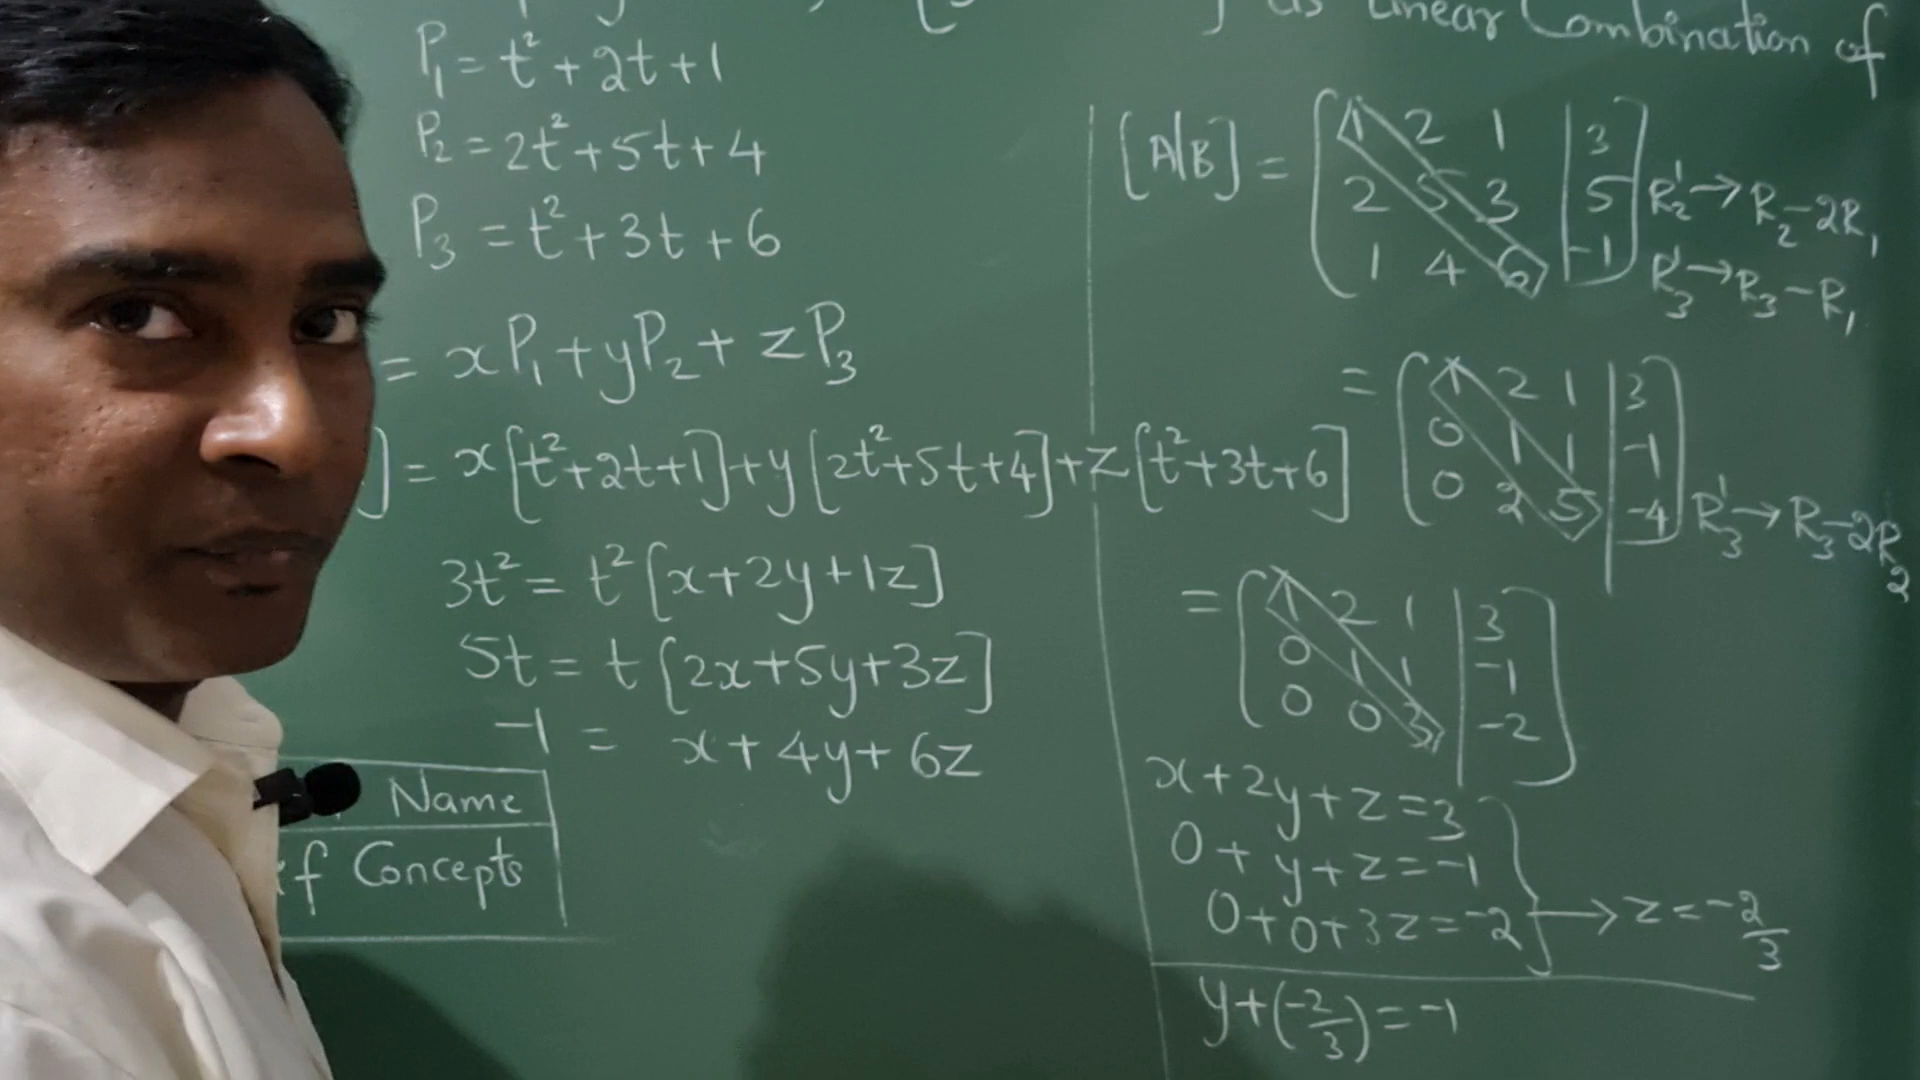 as Linear Combination of
P₁ = t² + 2t + 1
P₂ = 2t² + 5t + 4
P₃ = t² + 3t + 6
= xP₁ + yP₂ + zP₃
] = x[t²+2t+1] + y[2t²+5t+4] + z[t²+3t+6]
3t² = t²[x+2y+1z]
5t = t[2x+5y+3z]
-1 = x+4y+6z
Name
ef Concepts
[A|B] = [1 2 1 | 3
2 5 3 | 5 R₂' → R₂-2R₁
1 4 6 | -1] R₃' → R₃-R₁
= [1 2 1 | 3
0 1 1 | -1
0 2 5 | -4] R₃' → R₃-2R₂
= [1 2 1 | 3
0 1 1 | -1
0 0 3 | -2]
x+2y+z=3
0+y+z=-1
0+0+3z=-2 → z=-2/3
y+(-2/3)=-1